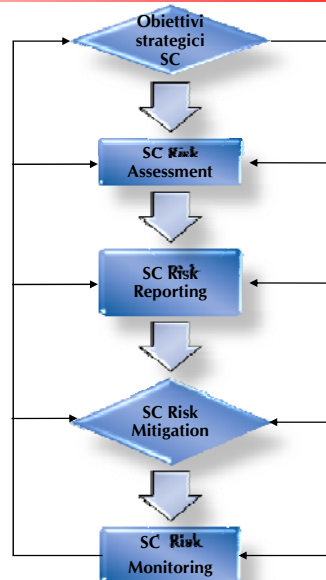 Obiettivi
strategici
SC
SC Risk
Assessment
SC Risk
Reporting
SC Risk
Mitigation
SC Risk
Monitoring